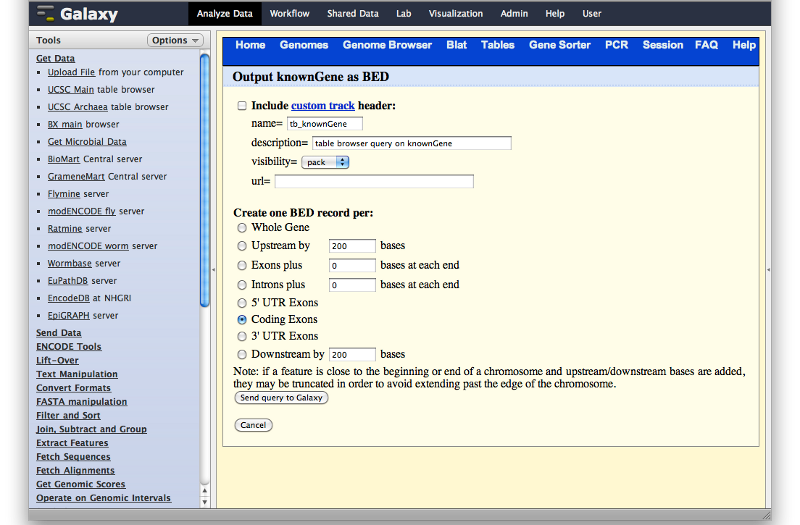 Galaxy
Analyze Data Workflow Shared Data Lab Visualization Admin Help User
Tools
Options
Get Data
Upload File from your computer
UCSC Main table browser
UCSC Archaea table browser
BX main browser
Get Microbial Data
BioMart Central server
GrameneMart Central server
Flymine server
modENCODE fly server
Ratmine server
modENCODE worm server
Wormbase server
EuPathDB server
EncodeDB at NHGRI
EpiGRAPH server
Send Data
ENCODE Tools
Lift-Over
Text Manipulation
Convert Formats
FASTA manipulation
Filter and Sort
Join, Subtract and Group
Extract Features
Fetch Sequences
Fetch Alignments
Get Genomic Scores
Operate on Genomic Intervals
Home Genomes Genome Browser Blat Tables Gene Sorter PCR Session FAQ Help
Output knownGene as BED
Include custom track header:
name= tb_knownGene
description= table browser query on knownGene
visibility= pack
url=
Create one BED record per:
Whole Gene
Upstream by 200 bases
Exons plus 0 bases at each end
Introns plus 0 bases at each end
5' UTR Exons
Coding Exons
3' UTR Exons
Downstream by 200 bases
Note: if a feature is close to the beginning or end of a chromosome and upstream/downstream bases are added,
they may be truncated in order to avoid extending past the edge of the chromosome.
Send query to Galaxy
Cancel